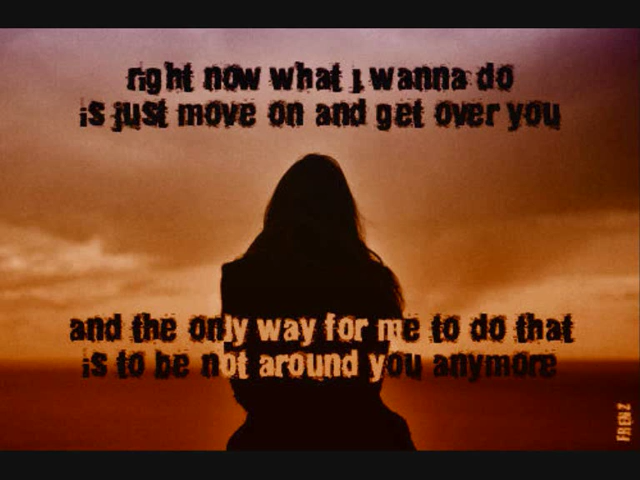 right now what I wanna do
is just move on and get over you
and the only way for me to do that
is to be not around you anymore
FRENZ